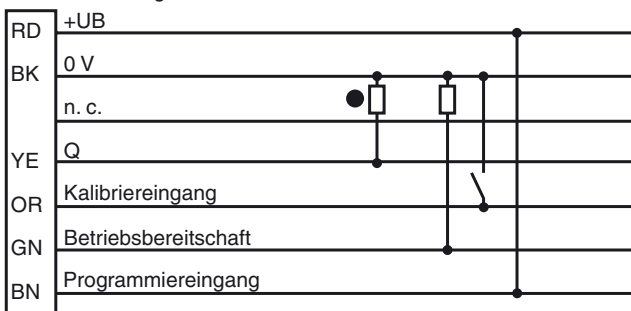 RD +UB
BK 0 V
n. c.
YE Q
OR Kalibriereingang
GN Betriebsbereitschaft
BN Programmiereingang